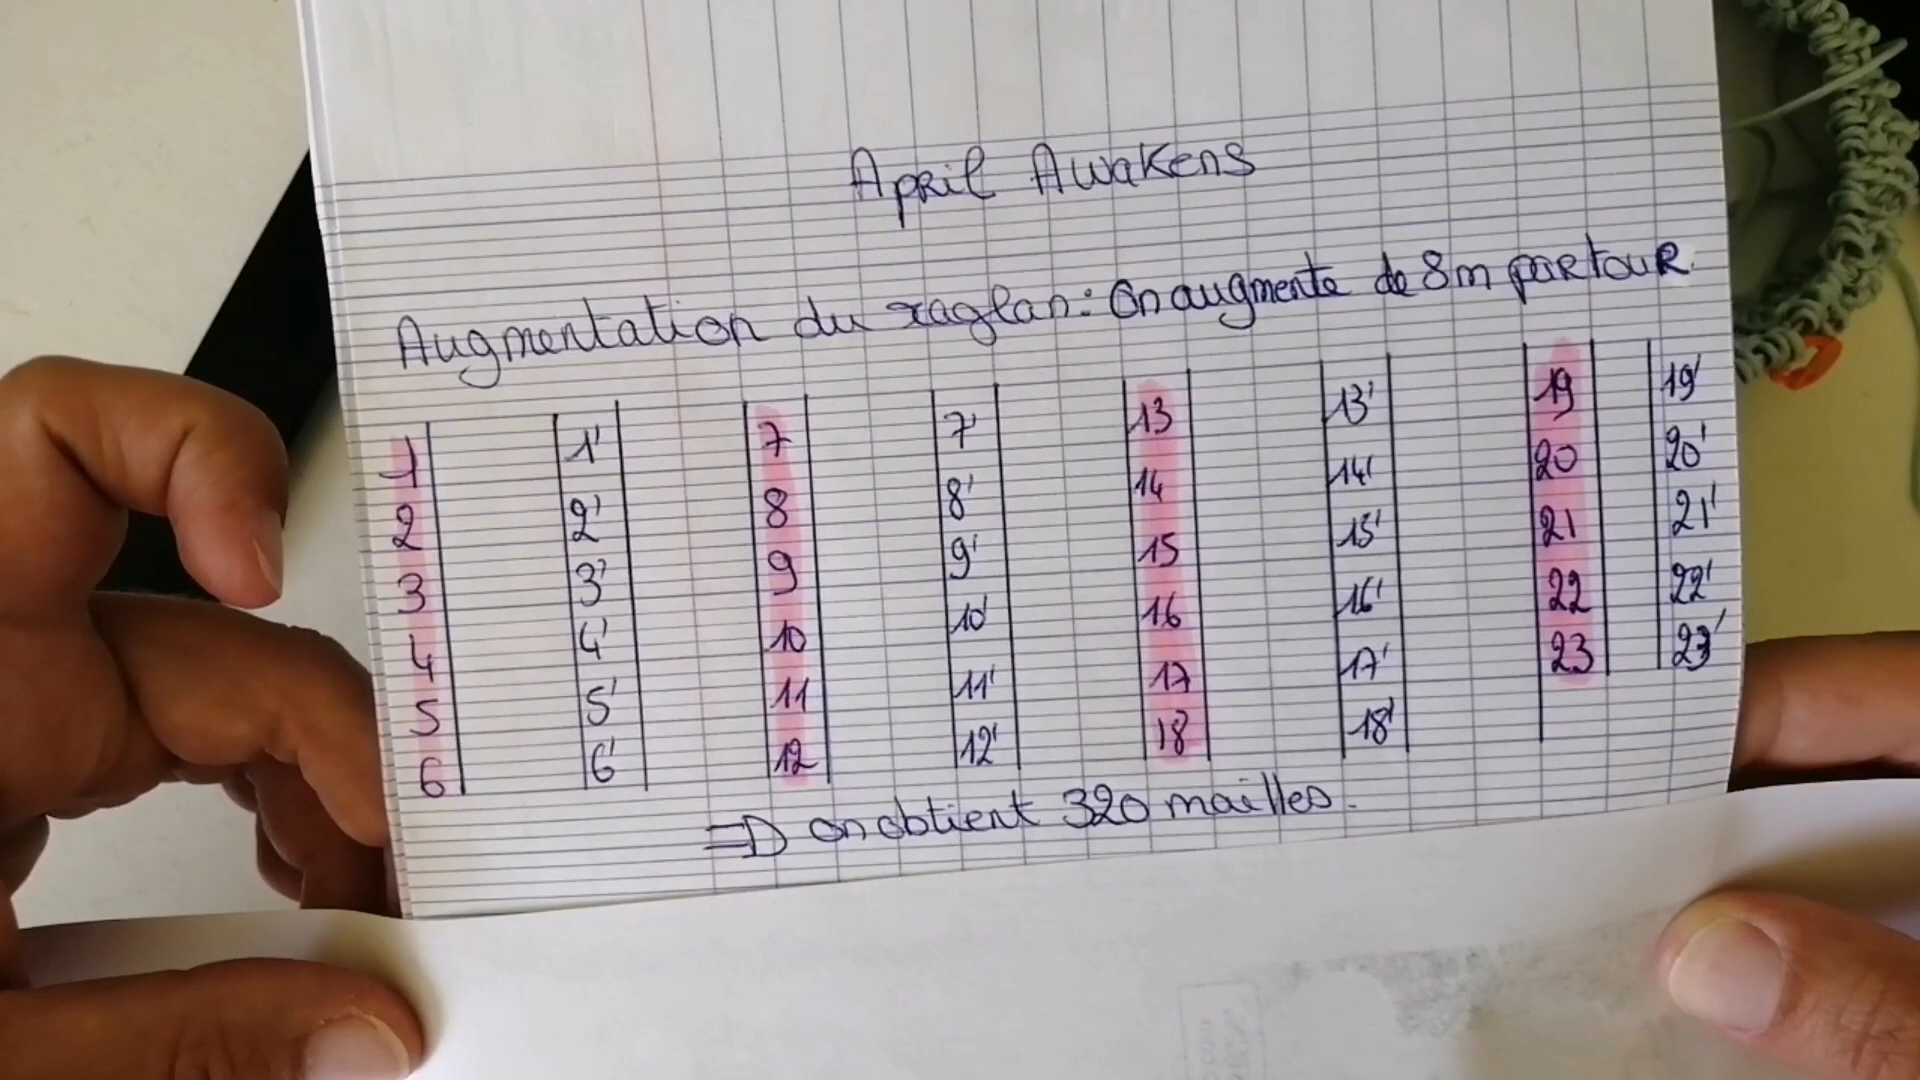 April Awakens
Augmentation du raglan: On augmente de 8m par tour.
1 1' 7 7' 13 13' 19 19'
2 2' 8 8' 14 14' 20 20'
3 3' 9 9' 15 15' 21 21'
4 4' 10 10' 16 16' 22 22'
5 5' 11 11' 17 17' 23 23'
6 6' 12 12' 18 18'
=D on obtient 320 mailles.